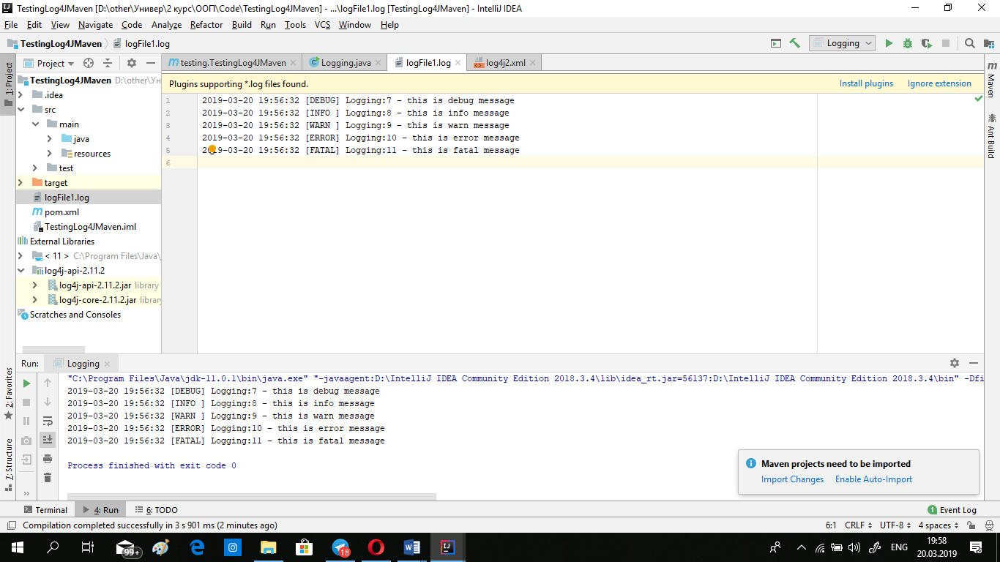 TestingLog4JMaven [D:\other\Универ\2 курс\ООП\Code\TestingLog4JMaven] - ...\logFile1.log [TestingLog4JMaven] - IntelliJ IDEA
File Edit View Navigate Code Analyze Refactor Build Run Tools VCS Window Help
TestingLog4JMaven logFile1.log
Logging
1: Project
Project
testing.TestingLog4JMaven
Logging.java
logFile1.log
log4j2.xml
TestingLog4JMaven D:\other\Ун
.idea
src
main
java
resources
test
target
logFile1.log
pom.xml
TestingLog4JMaven.iml
External Libraries
< 11 > C:\Program Files\Java\
log4j-api-2.11.2
log4j-api-2.11.2.jar library
log4j-core-2.11.2.jar library
Scratches and Consoles
Plugins supporting *.log files found.
Install plugins Ignore extension
1 2019-03-20 19:56:32 [DEBUG] Logging:7 - this is debug message
2 2019-03-20 19:56:32 [INFO ] Logging:8 - this is info message
3 2019-03-20 19:56:32 [WARN ] Logging:9 - this is warn message
4 2019-03-20 19:56:32 [ERROR] Logging:10 - this is error message
5 2019-03-20 19:56:32 [FATAL] Logging:11 - this is fatal message
6
Maven
Ant Build
2: Favorites
7: Structure
Run: Logging
"C:\Program Files\Java\jdk-11.0.1\bin\java.exe" "-javaagent:D:\IntelliJ IDEA Community Edition 2018.3.4\lib\idea_rt.jar=56137:D:\IntelliJ IDEA Community Edition 2018.3.4\bin" -Dfi
2019-03-20 19:56:32 [DEBUG] Logging:7 - this is debug message
2019-03-20 19:56:32 [INFO ] Logging:8 - this is info message
2019-03-20 19:56:32 [WARN ] Logging:9 - this is warn message
2019-03-20 19:56:32 [ERROR] Logging:10 - this is error message
2019-03-20 19:56:32 [FATAL] Logging:11 - this is fatal message
Process finished with exit code 0
Maven projects need to be imported
Import Changes Enable Auto-Import
Terminal 4: Run 6: TODO
1 Event Log
Compilation completed successfully in 3 s 901 ms (2 minutes ago)
6:1 CRLF UTF-8 4 spaces
99+
18
ENG
19:58
20.03.2019